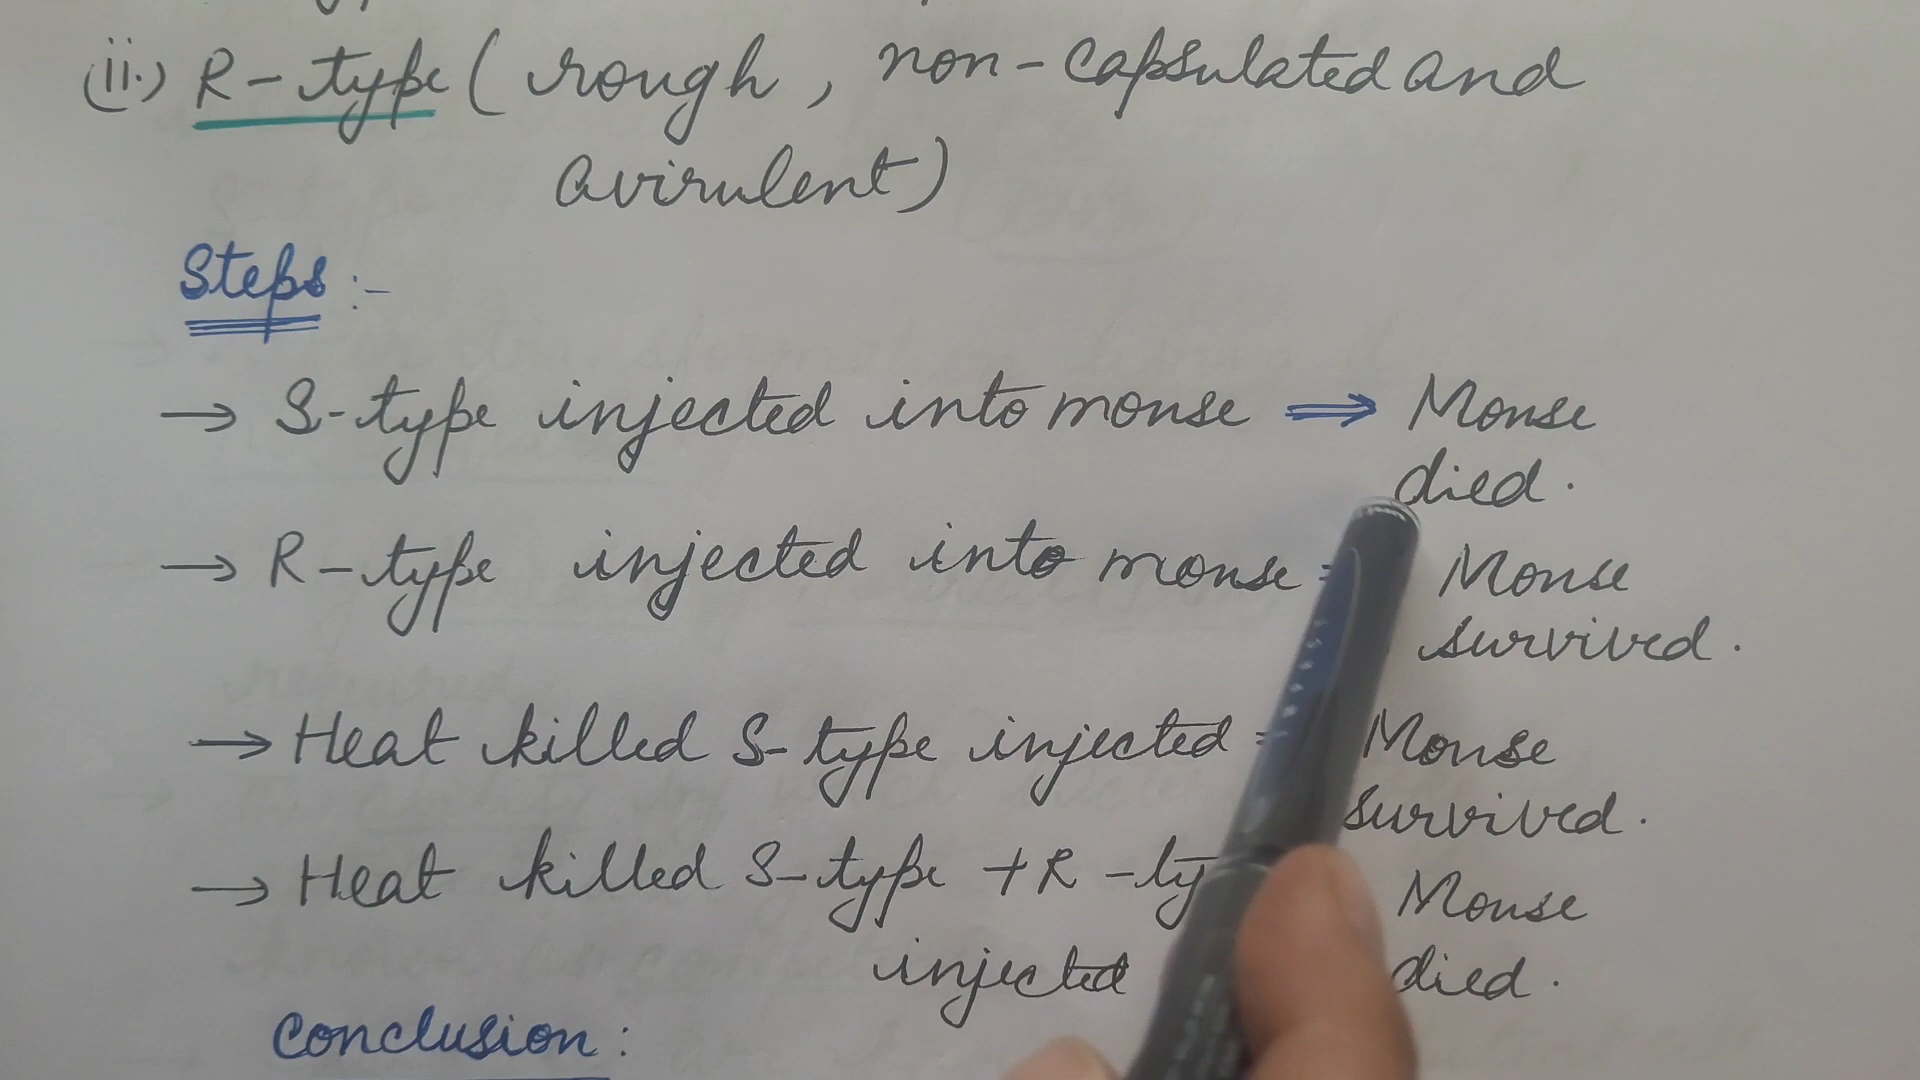 (ii.) R-type ( rough, non-capsulated and
avirulent)
Steps :-
→ S-type injected into mouse ⇒ Mouse
died.
→ R-type injected into mouse = Mouse
survived.
→ Heat killed S-type injected = Mouse
survived.
→ Heat killed S-type + R-ty Mouse
injected died.
Conclusion: